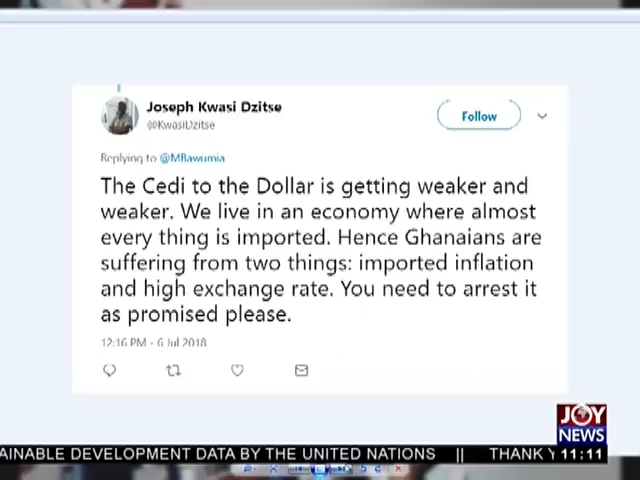 Joseph Kwasi Dzitse
@KwasiDzitse
Follow
Replying to @MBawumia
The Cedi to the Dollar is getting weaker and
weaker. We live in an economy where almost
every thing is imported. Hence Ghanaians are
suffering from two things: imported inflation
and high exchange rate. You need to arrest it
as promised please.
12:16 PM - 6 Jul 2018
JOY
NEWS
AINABLE DEVELOPMENT DATA BY THE UNITED NATIONS || THANK Y
11:11